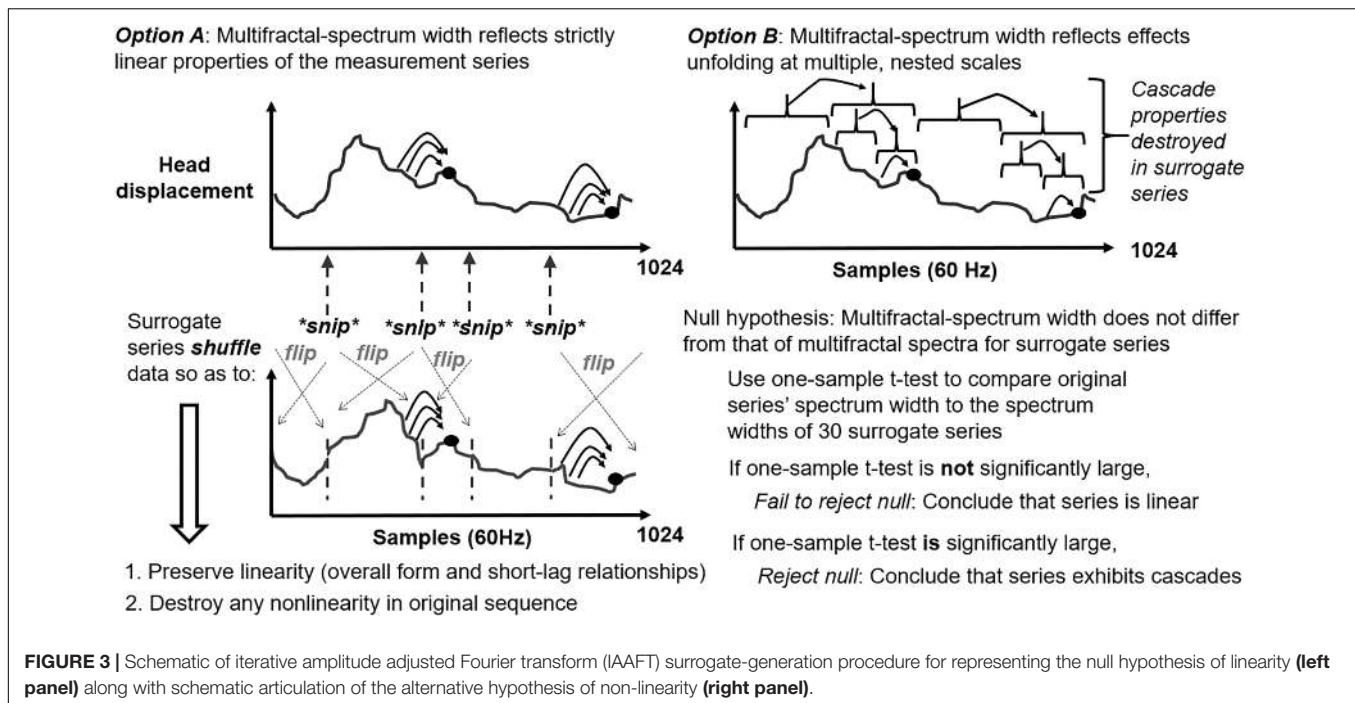 Option A: Multifractal-spectrum width reflects strictly
linear properties of the measurement series
Head
displacement
1024
Surrogate
series shuffle
data so as to:
*snip*
*snip*
*snip*
*snip*
flip
flip
flip
flip
Samples (60Hz)
1024
1. Preserve linearity (overall form and short-lag relationships)
2. Destroy any nonlinearity in original sequence
Option B: Multifractal-spectrum width reflects effects
unfolding at multiple, nested scales
Cascade
properties
destroyed
in surrogate
series
1024
Samples (60 Hz)
Null hypothesis: Multifractal-spectrum width does not differ
from that of multifractal spectra for surrogate series
Use one-sample t-test to compare original
series' spectrum width to the spectrum
widths of 30 surrogate series
If one-sample t-test is not significantly large,
Fail to reject null: Conclude that series is linear
If one-sample t-test is significantly large,
Reject null: Conclude that series exhibits cascades
FIGURE 3 | Schematic of iterative amplitude adjusted Fourier transform (IAAFT) surrogate-generation procedure for representing the null hypothesis of linearity (left
panel) along with schematic articulation of the alternative hypothesis of non-linearity (right panel).